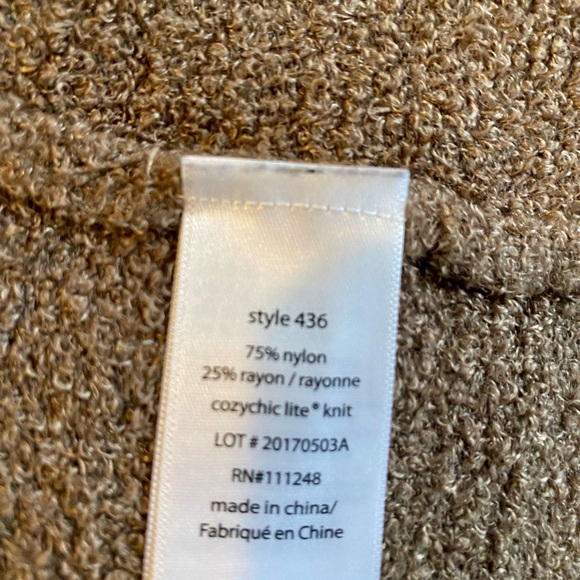 style 436
75% nylon
25% rayon / rayonne
cozychic lite® knit
LOT # 20170503A
RN#111248
made in china/
Fabriqué en Chine